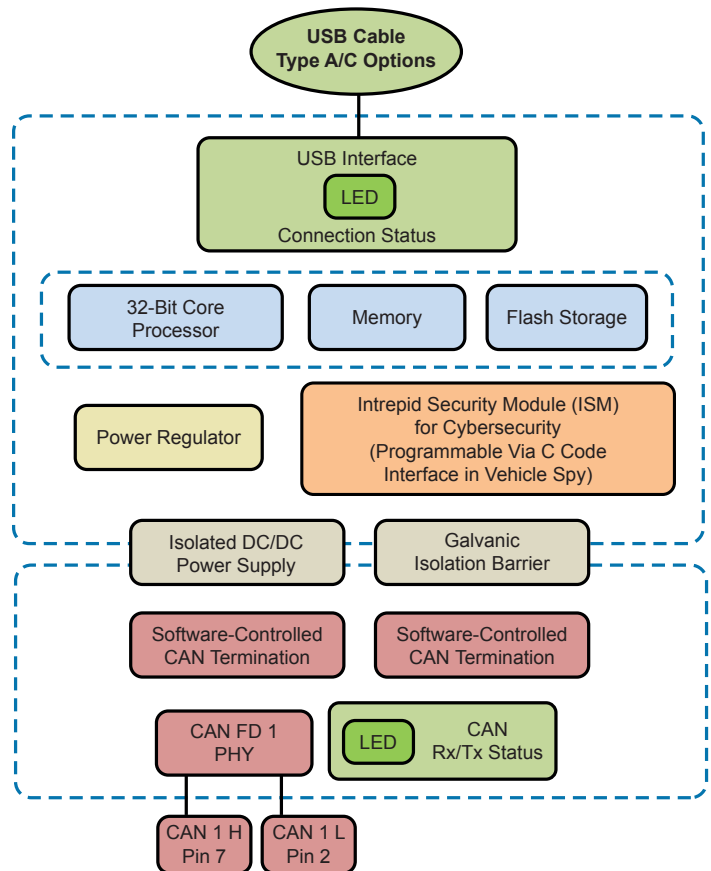 USB Cable
Type A/C Options
USB Interface
LED
Connection Status
32-Bit Core
Processor
Memory
Flash Storage
Power Regulator
Intrepid Security Module (ISM)
for Cybersecurity
(Programmable Via C Code
Interface in Vehicle Spy)
Isolated DC/DC
Power Supply
Galvanic
Isolation Barrier
Software-Controlled
CAN Termination
Software-Controlled
CAN Termination
CAN FD 1
PHY
LED
CAN
Rx/Tx Status
CAN 1 H
Pin 7
CAN 1 L
Pin 2